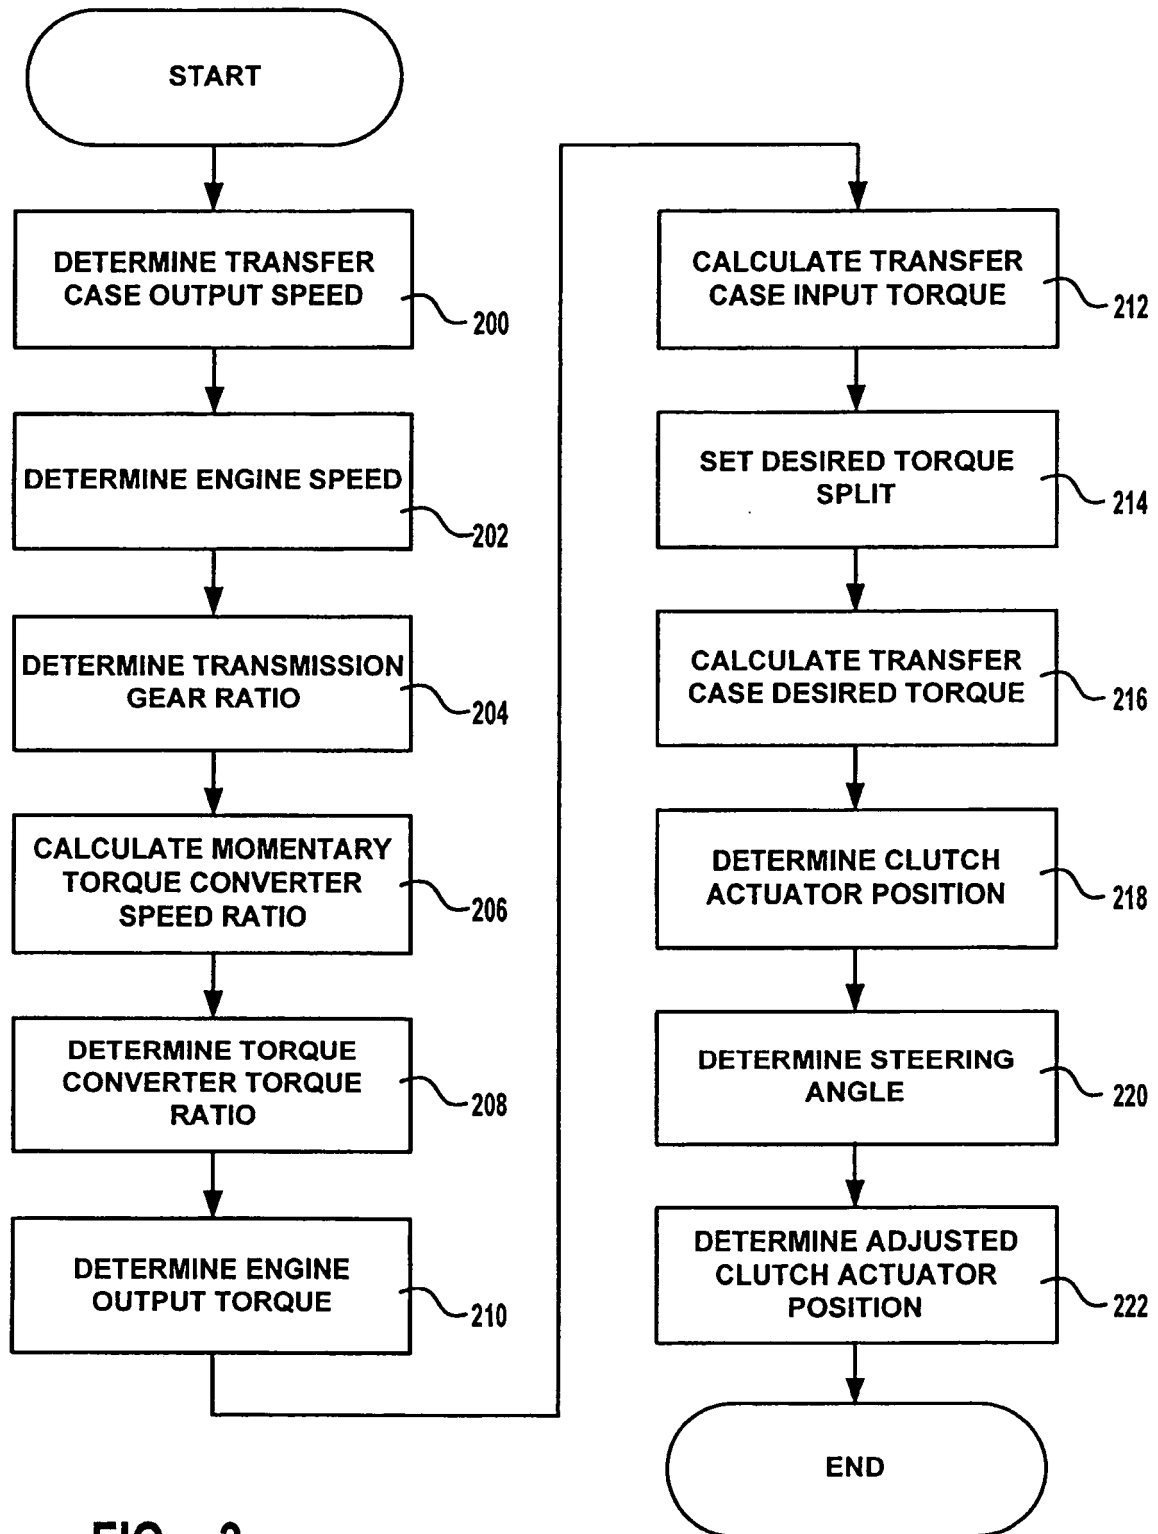 START
DETERMINE TRANSFER
CASE OUTPUT SPEED
200
DETERMINE ENGINE SPEED
202
DETERMINE TRANSMISSION
GEAR RATIO
204
CALCULATE MOMENTARY
TORQUE CONVERTER
SPEED RATIO
206
DETERMINE TORQUE
CONVERTER TORQUE
RATIO
208
DETERMINE ENGINE
OUTPUT TORQUE
210
CALCULATE TRANSFER
CASE INPUT TORQUE
212
SET DESIRED TORQUE
SPLIT
214
CALCULATE TRANSFER
CASE DESIRED TORQUE
216
DETERMINE CLUTCH
ACTUATOR POSITION
218
DETERMINE STEERING
ANGLE
220
DETERMINE ADJUSTED
CLUTCH ACTUATOR
POSITION
222
END